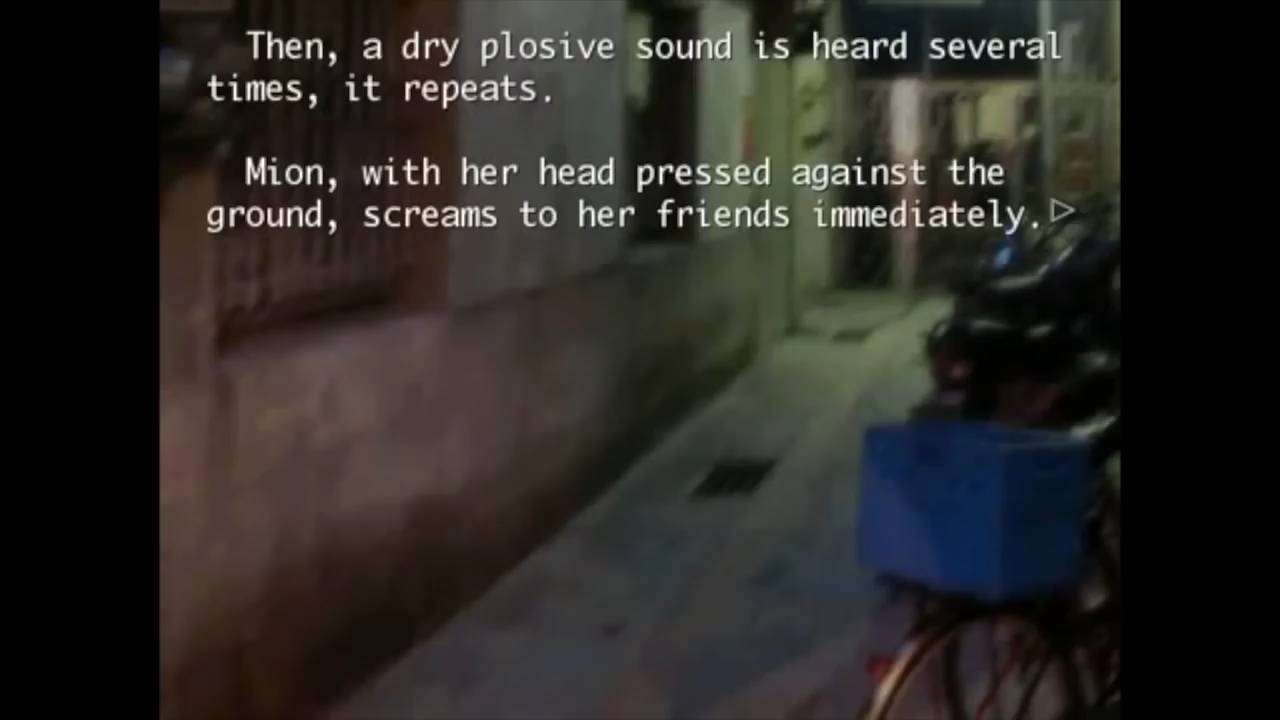 Then, a dry plosive sound is heard several
times, it repeats.
Mion, with her head pressed against the
ground, screams to her friends immediately.